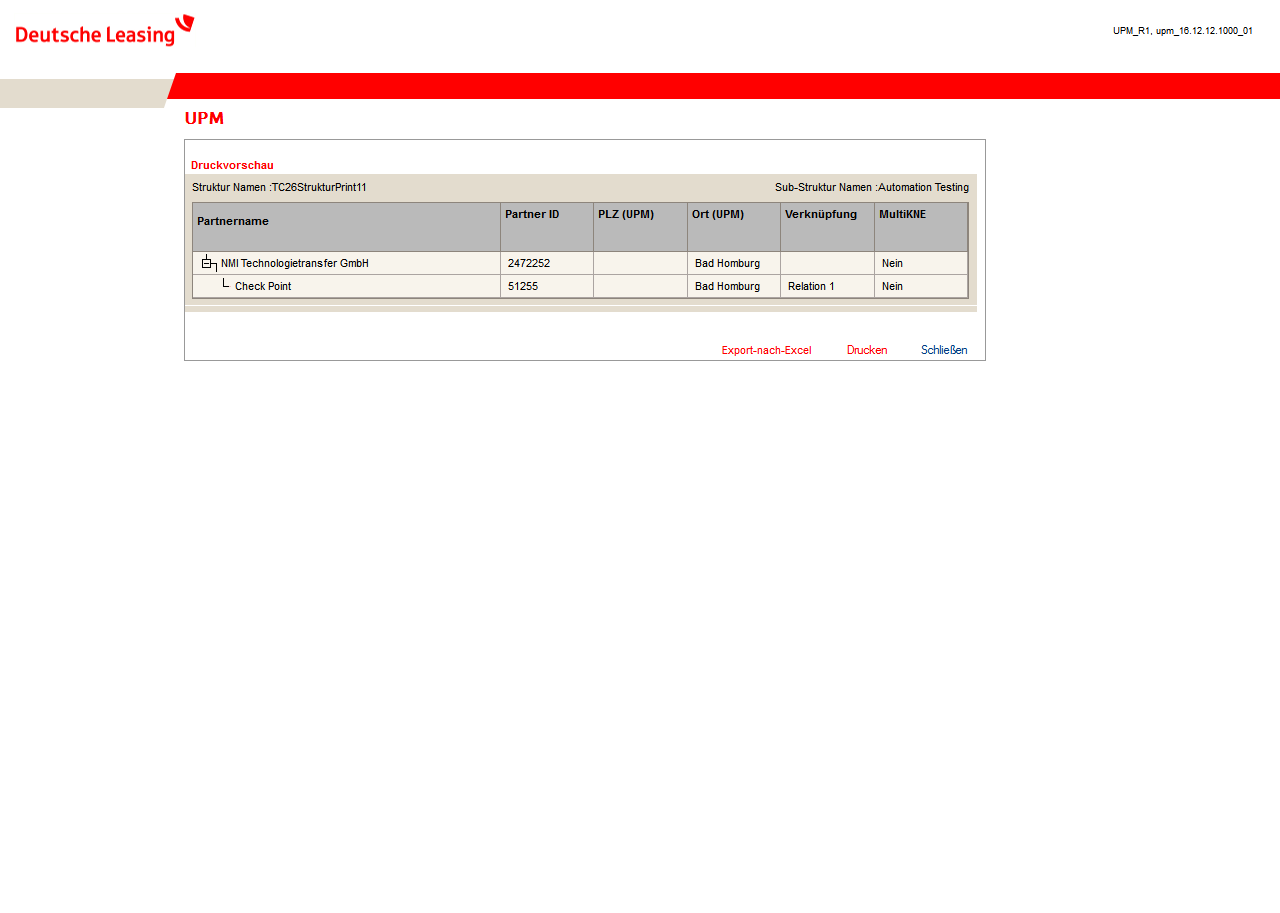 Deutsche Leasing
UPM_R1, upm_16.12.12.1000_01
UPM
Druckvorschau
Struktur Namen :TC26StrukturPrint11 Sub-Struktur Namen :Automation Testing
Partnername Partner ID PLZ (UPM) Ort (UPM) Verknüpfung MultiKNE
NMI Technologietransfer GmbH 2472252 Bad Homburg Nein
Check Point 51255 Bad Homburg Relation 1 Nein
Export-nach-Excel Drucken Schließen